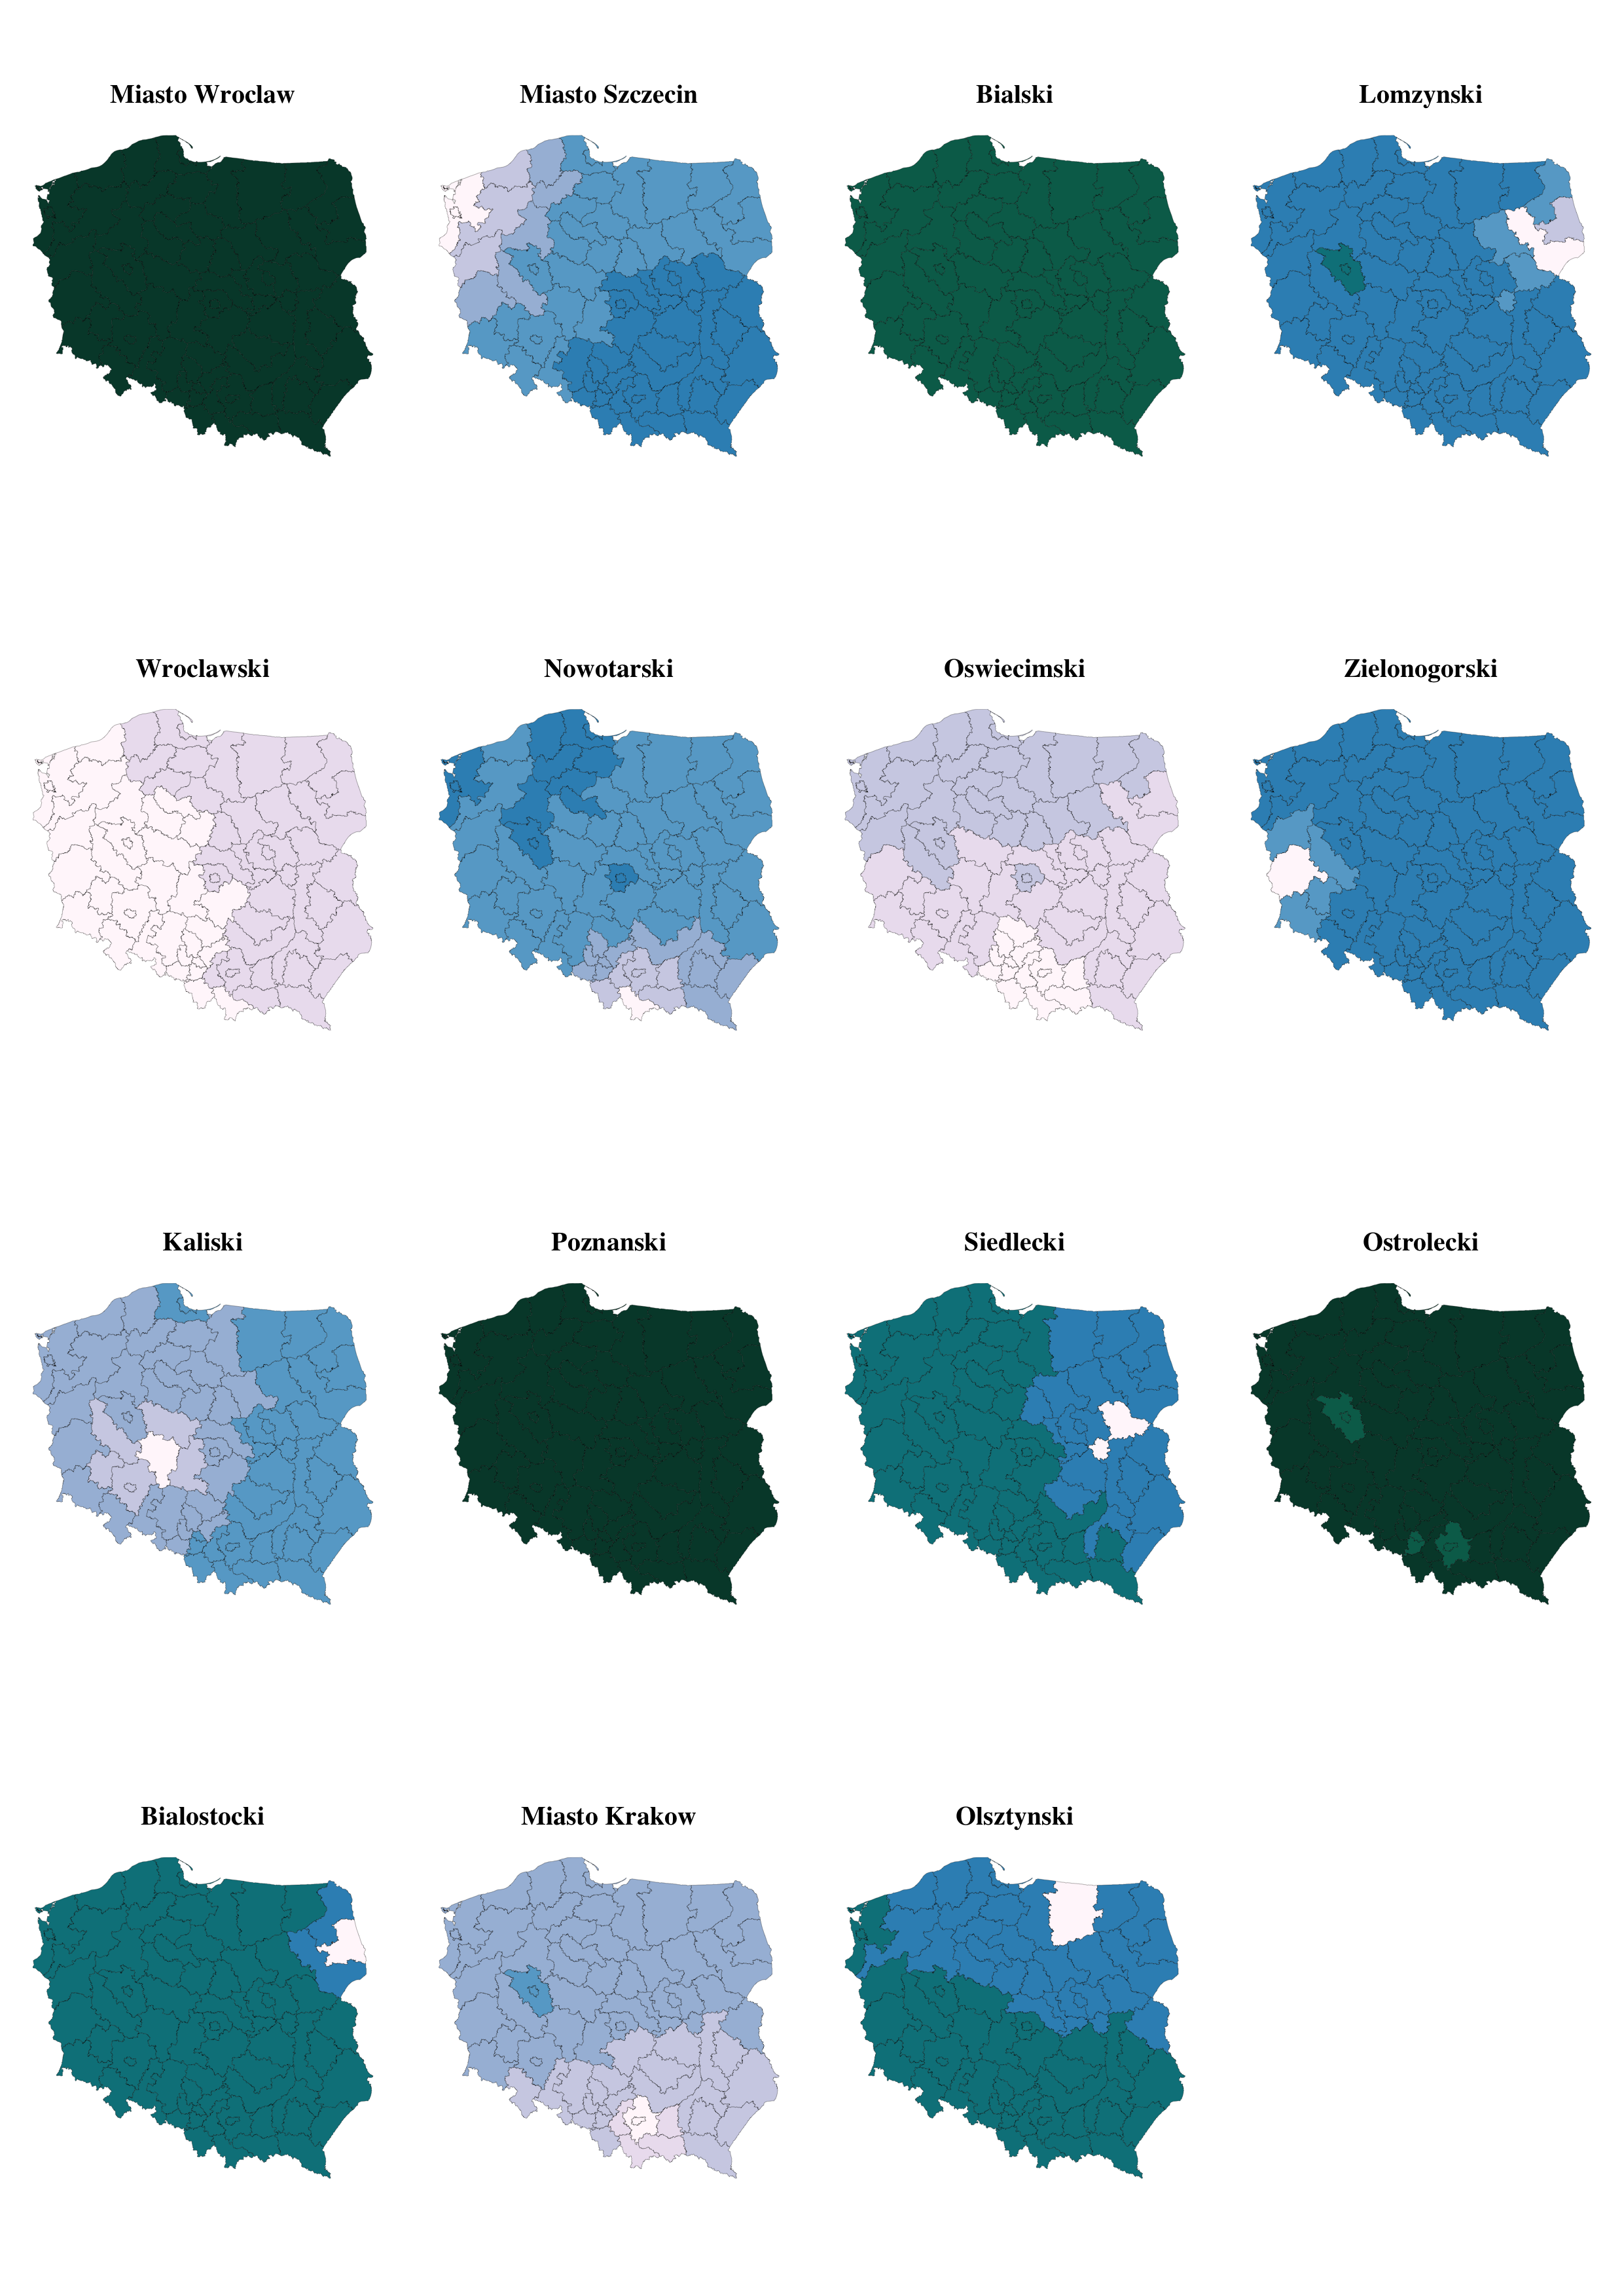 Miasto Wroclaw
Miasto Szczecin
Bialski
Lomzynski
Wroclawski
Nowotarski
Oswiecimski
Zielonogorski
Kaliski
Poznanski
Siedlecki
Ostrolecki
Bialostocki
Miasto Krakow
Olsztynski